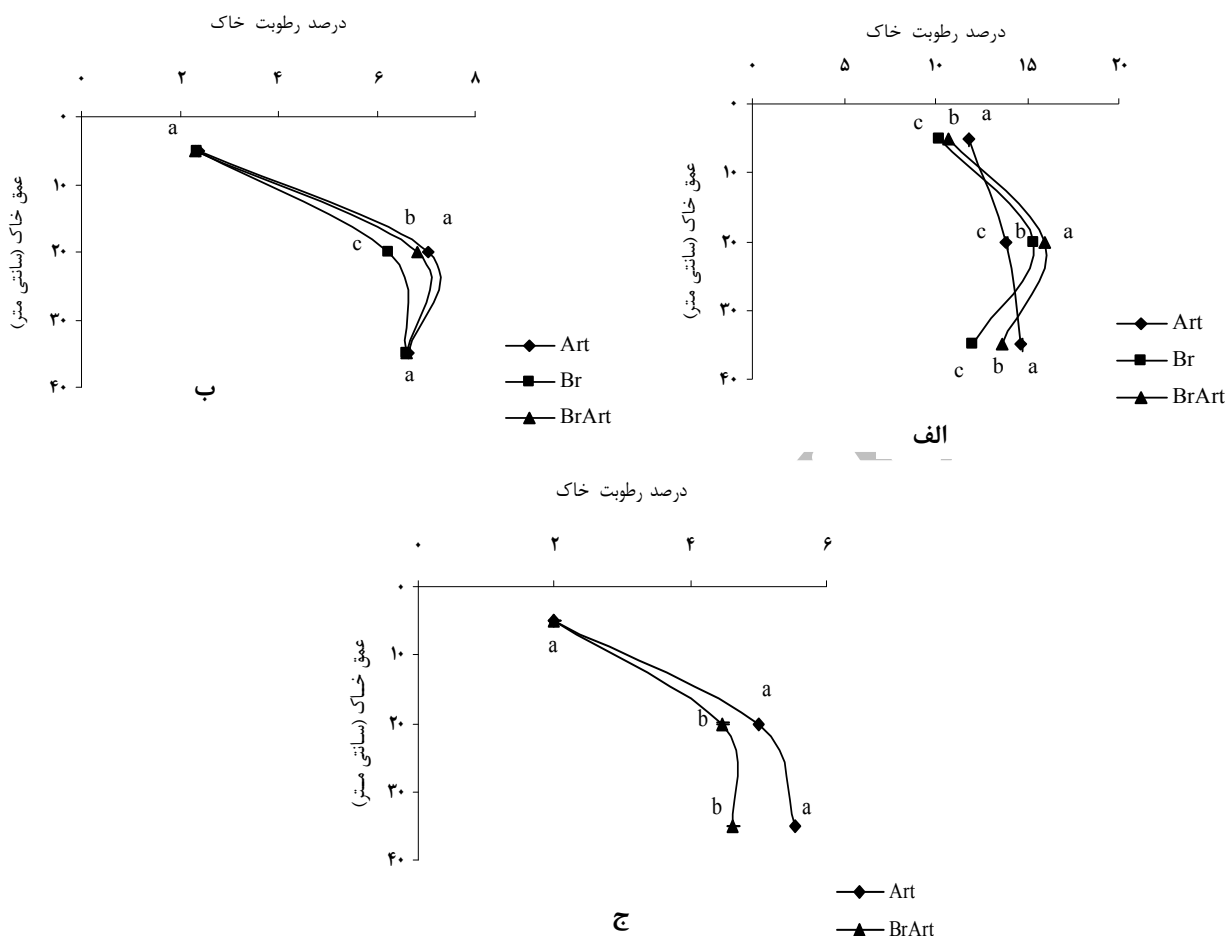 درصد رطوبت خاک
۰ ۵ ۱۰ ۱۵ ۲۰
عمق خاک (سانتی متر)
۰
۱۰
۲۰
۳۰
۴۰
c b a
c b a
c b a
Art
Br
BrArt
الف
درصد رطوبت خاک
۰ ۲ ۴ ۶ ۸
عمق خاک (سانتی متر)
۰
۱۰
۲۰
۳۰
۴۰
a
c b a
a
Art
Br
BrArt
ب
درصد رطوبت خاک
۰ ۲ ۴ ۶
عمق خاک (سانتی متر)
۰
۱۰
۲۰
۳۰
۴۰
a
b a
b a
Art
BrArt
ج